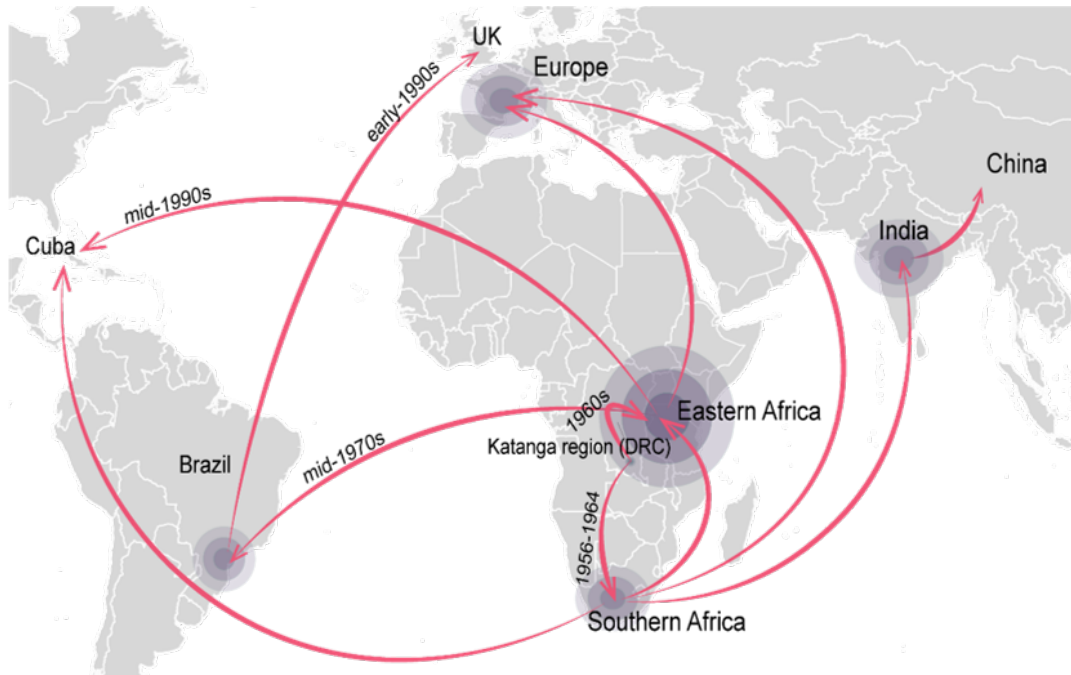 UK
Europe
early-1990s
China
mid-1990s
India
Cuba
1960s
Eastern Africa
Katanga region (DRC)
mid-1970s
Brazil
1956-1964
Southern Africa